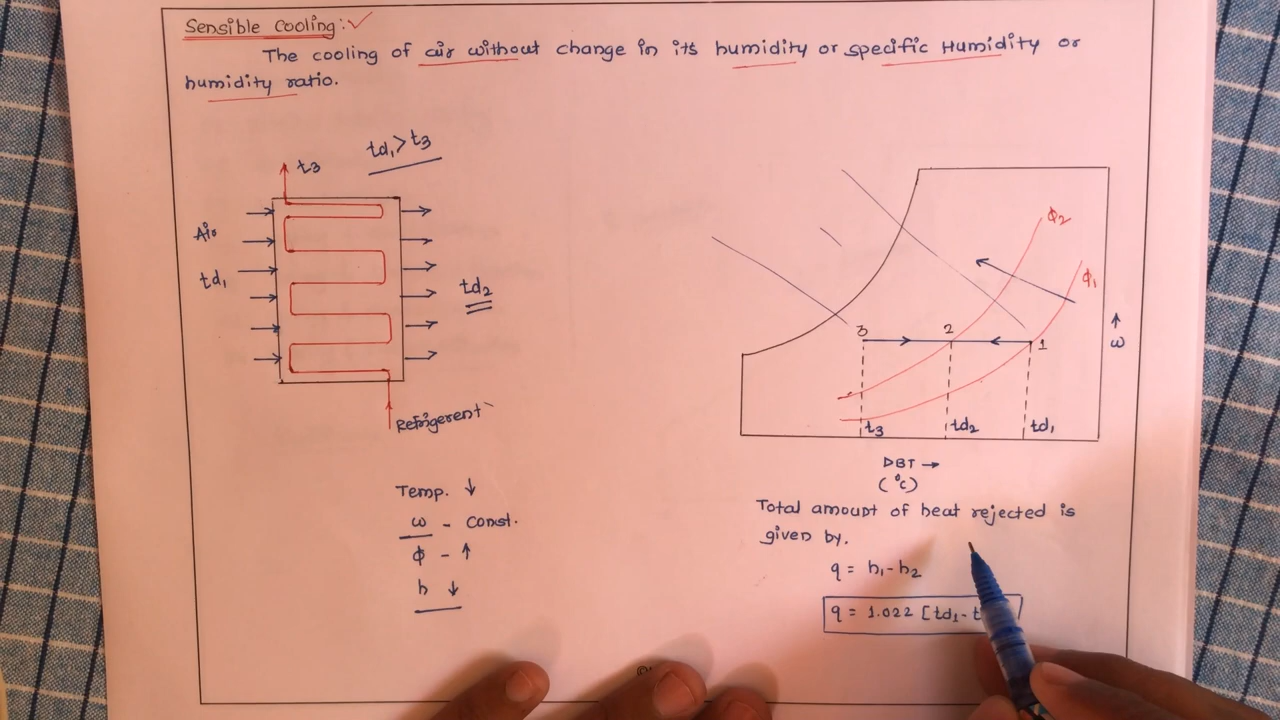 Sensible Cooling:
The cooling of air without change in its humidity or specific Humidity or
humidity ratio.
td₁>t₃
t₃
Air
td₁
td₂
Refrigerent
Temp. ↓
ω - Const.
ϕ - ↑
h ↓
ϕ₂
ϕ₁
3 2 1
↑
ω
t₃ td₂ td₁
DBT →
(°C)
Total amount of heat rejected is
given by.
q = h₁-h₂
q = 1.022 [td₁-t